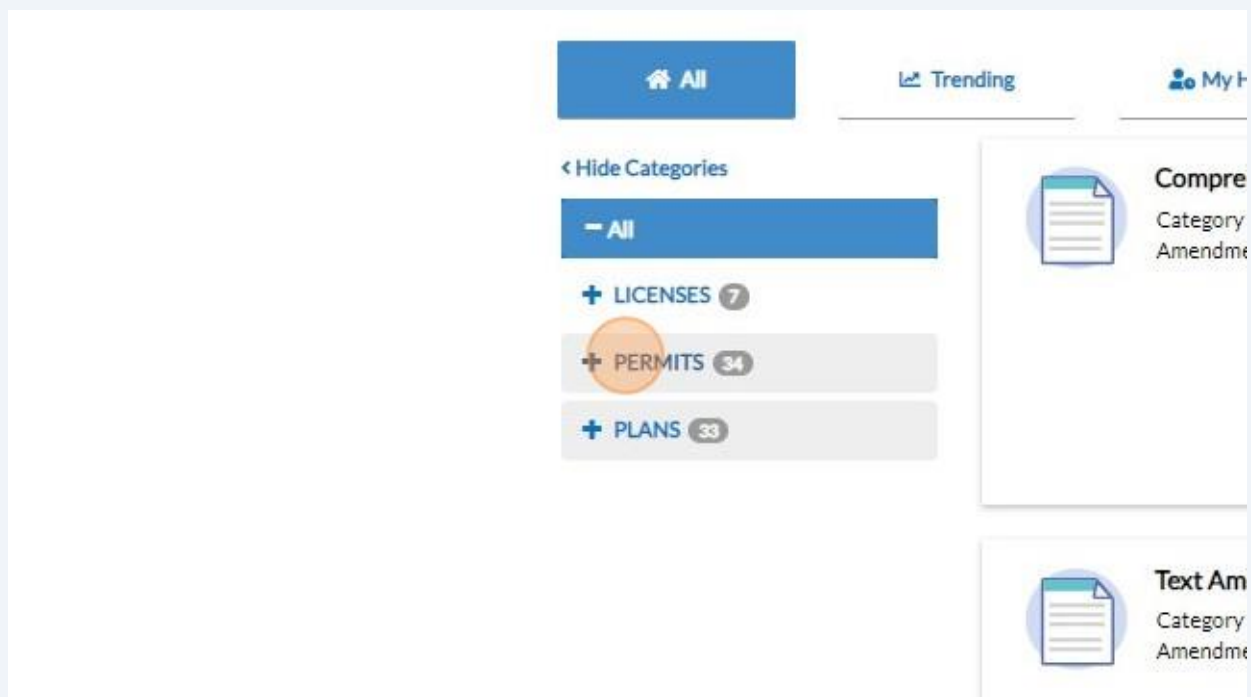 All
Trending
My H
Hide Categories
All
LICENSES 7
PERMITS 34
PLANS 33
Compre
Category
Amendme
Text Am
Category
Amendme